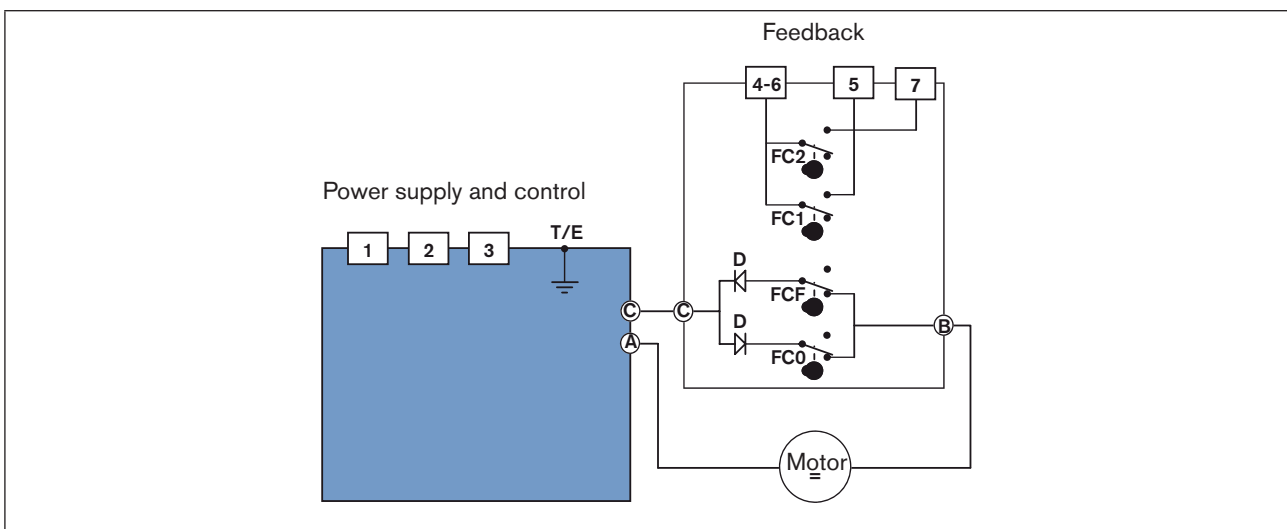 Feedback
4-6 5 7
FC2
Power supply and control
FC1
1 2 3 T/E
D
FCF
C C
D
B
A
FC0
Motor
=